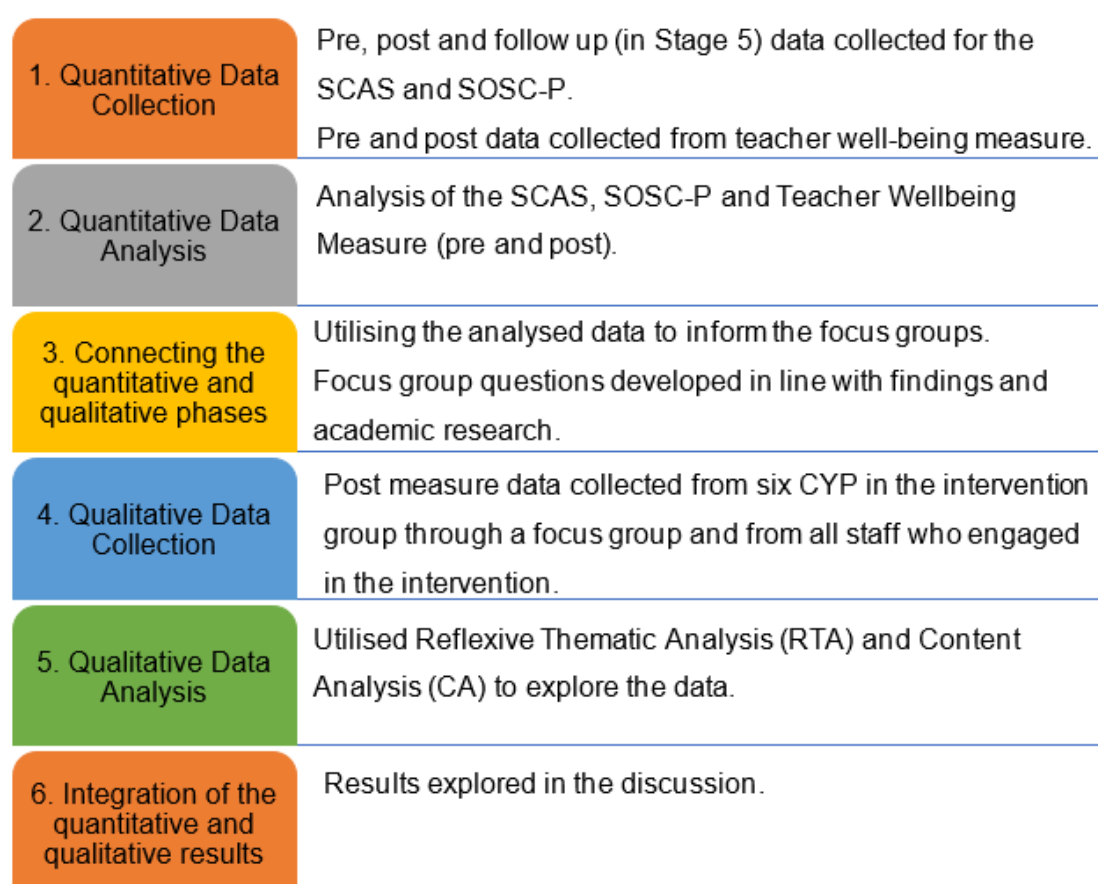 1. Quantitative Data
Collection
Pre, post and follow up (in Stage 5) data collected for the
SCAS and SOSC-P.
Pre and post data collected from teacher well-being measure.
2. Quantitative Data
Analysis
Analysis of the SCAS, SOSC-P and Teacher Wellbeing
Measure (pre and post).
3. Connecting the
quantitative and
qualitative phases
Utilising the analysed data to inform the focus groups.
Focus group questions developed in line with findings and
academic research.
4. Qualitative Data
Collection
Post measure data collected from six CYP in the intervention
group through a focus group and from all staff who engaged
in the intervention.
5. Qualitative Data
Analysis
Utilised Reflexive Thematic Analysis (RTA) and Content
Analysis (CA) to explore the data.
6. Integration of the
quantitative and
qualitative results
Results explored in the discussion.